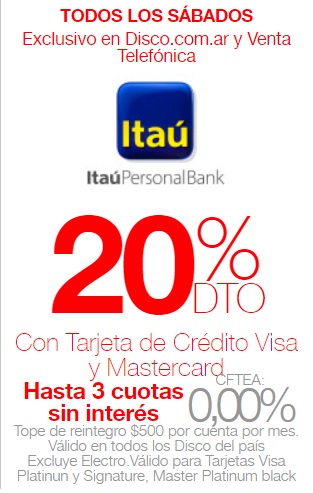 TODOS LOS SÁBADOS
Exclusivo en Disco.com.ar y Venta
Telefónica
Itaú
ItaúPersonalBank
20% DTO
Con Tarjeta de Crédito Visa
y Mastercard
Hasta 3 cuotas
sin interés
CFTEA:
0,00%
Tope de reintegro $500 por cuenta por mes.
Válido en todos los Disco del país
Excluye Electro.Válido para Tarjetas Visa
Platinun y Signature, Master Platinum black